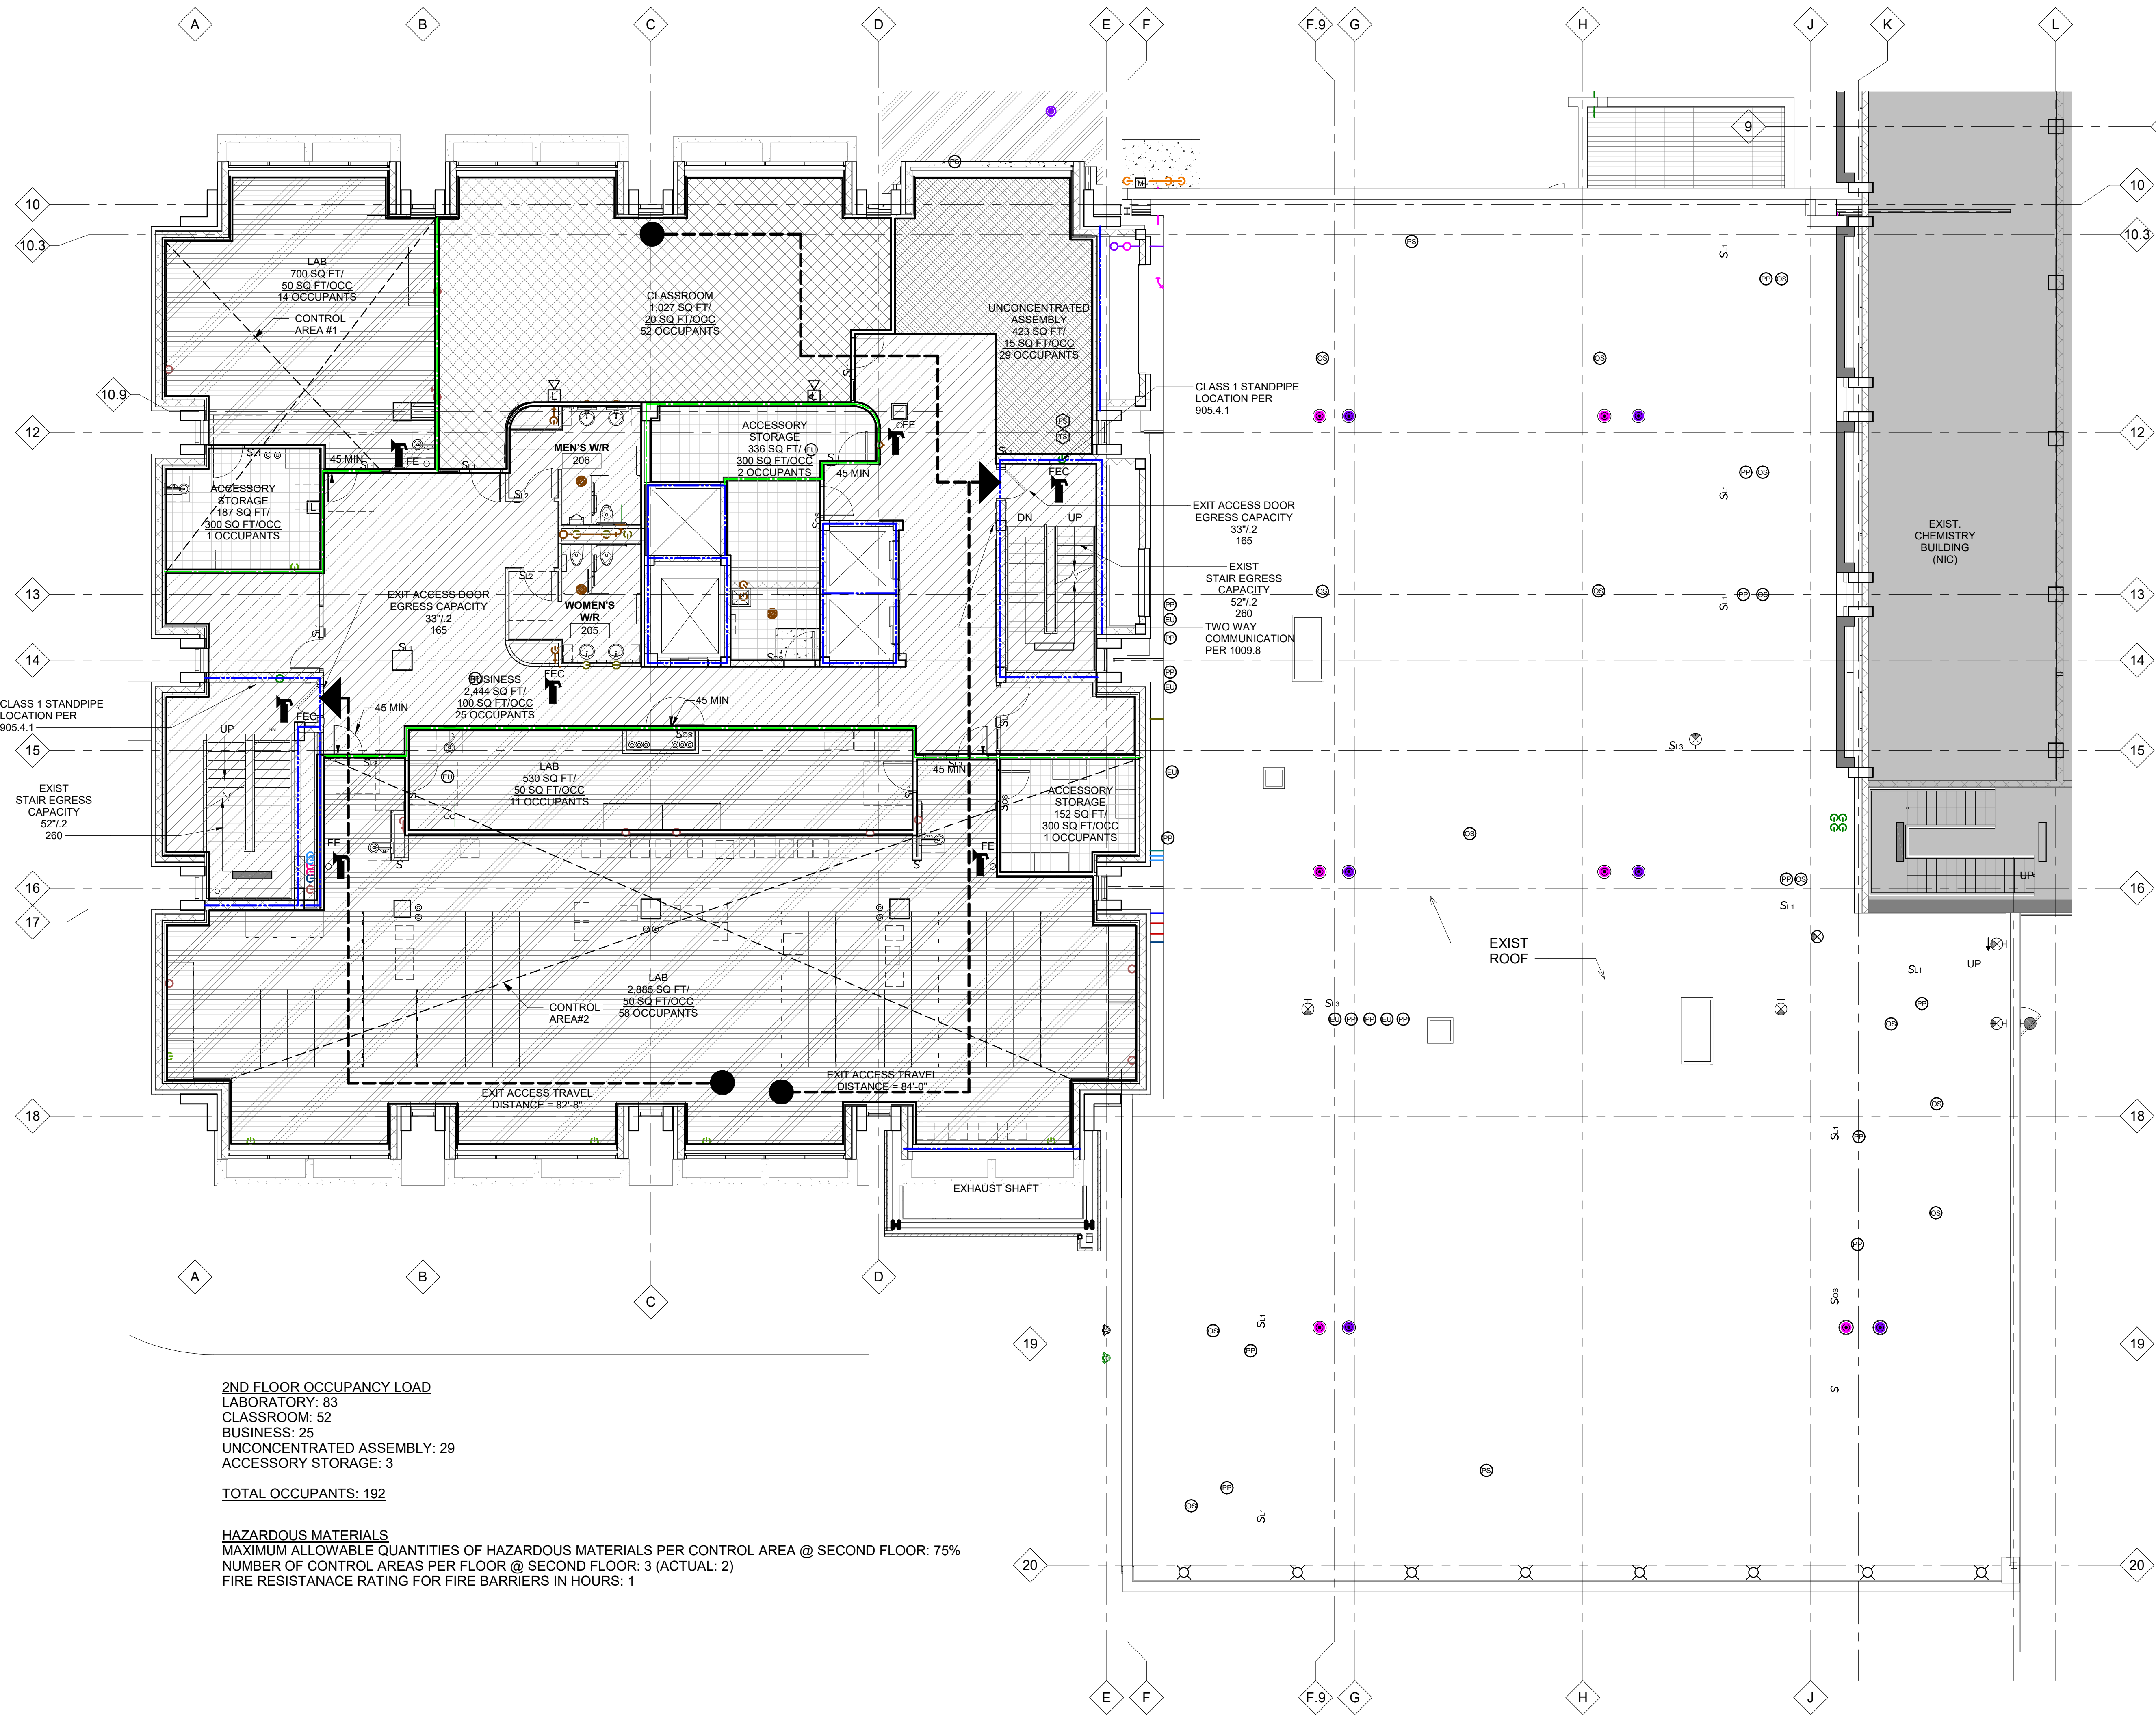 A
B
C
D
E
F
F.9
G
H
J
K
L
9
10
10
10.3
10.3
LAB
700 SQ FT/
50 SQ FT/OCC
14 OCCUPANTS
CONTROL
AREA #1
CLASSROOM
1,027 SQ FT/
20 SQ FT/OCC
52 OCCUPANTS
UNCONCENTRATED
ASSEMBLY
423 SQ FT/
15 SQ FT/OCC
29 OCCUPANTS
CLASS 1 STANDPIPE
LOCATION PER
905.4.1
10.9
12
12
FE
45 MIN
ACCESSORY
STORAGE
187 SQ FT/
300 SQ FT/OCC
1 OCCUPANTS
MEN'S W/R
206
ACCESSORY
STORAGE
336 SQ FT/
300 SQ FT/OCC
2 OCCUPANTS
EU
FE
45 MIN
FS
TS
FEC
DN
UP
EXIT ACCESS DOOR
EGRESS CAPACITY
33"/.2
165
EXIST
STAIR EGRESS
CAPACITY
52"/.2
260
TWO WAY
COMMUNICATION
PER 1009.8
EXIST.
CHEMISTRY
BUILDING
(NIC)
13
13
EXIT ACCESS DOOR
EGRESS CAPACITY
33"/.2
165
WOMEN'S
W/R
205
14
14
BUSINESS
2,444 SQ FT/
100 SQ FT/OCC
25 OCCUPANTS
FEC
CLASS 1 STANDPIPE
LOCATION PER
905.4.1
FEC
45 MIN
45 MIN
UP
DN
15
15
SL3
LAB
530 SQ FT/
50 SQ FT/OCC
11 OCCUPANTS
EU
45 MIN
ACCESSORY
STORAGE
152 SQ FT/
300 SQ FT/OCC
1 OCCUPANTS
EXIST
STAIR EGRESS
CAPACITY
52"/.2
260
FE
FE
16
16
UP
17
EXIST
ROOF
UP
LAB
2,885 SQ FT/
50 SQ FT/OCC
58 OCCUPANTS
CONTROL
AREA#2
SL3
EU PP PP EU PP
EXIT ACCESS TRAVEL
DISTANCE = 82'-8"
EXIT ACCESS TRAVEL
DISTANCE = 84'-0"
18
18
EXHAUST SHAFT
A
B
C
D
19
19
2ND FLOOR OCCUPANCY LOAD
LABORATORY: 83
CLASSROOM: 52
BUSINESS: 25
UNCONCENTRATED ASSEMBLY: 29
ACCESSORY STORAGE: 3
TOTAL OCCUPANTS: 192
HAZARDOUS MATERIALS
MAXIMUM ALLOWABLE QUANTITIES OF HAZARDOUS MATERIALS PER CONTROL AREA @ SECOND FLOOR: 75%
NUMBER OF CONTROL AREAS PER FLOOR @ SECOND FLOOR: 3 (ACTUAL: 2)
FIRE RESISTANACE RATING FOR FIRE BARRIERS IN HOURS: 1
20
20
E
F
F.9
G
H
J